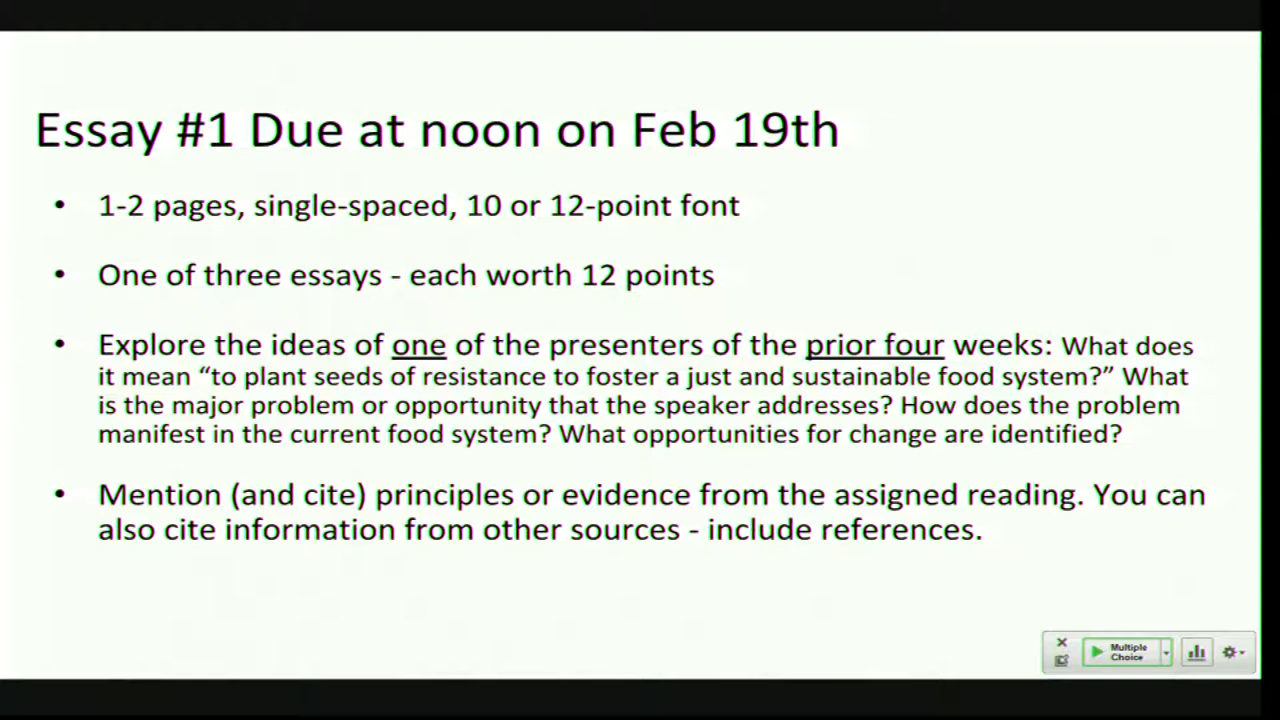 Essay #1 Due at noon on Feb 19th
• 1-2 pages, single-spaced, 10 or 12-point font
• One of three essays - each worth 12 points
• Explore the ideas of one of the presenters of the prior four weeks: What does
it mean “to plant seeds of resistance to foster a just and sustainable food system?” What
is the major problem or opportunity that the speaker addresses? How does the problem
manifest in the current food system? What opportunities for change are identified?
• Mention (and cite) principles or evidence from the assigned reading. You can
also cite information from other sources - include references.
Multiple
Choice